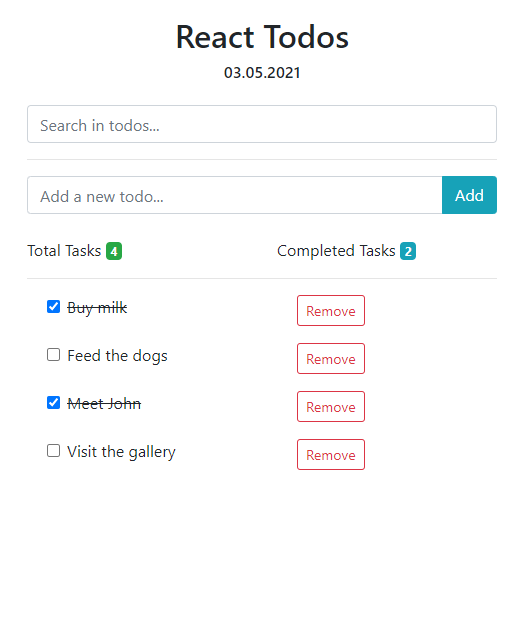 React Todos
03.05.2021
Search in todos...
Add a new todo... Add
Total Tasks 4 Completed Tasks 2
Buy milk Remove
Feed the dogs Remove
Meet John Remove
Visit the gallery Remove